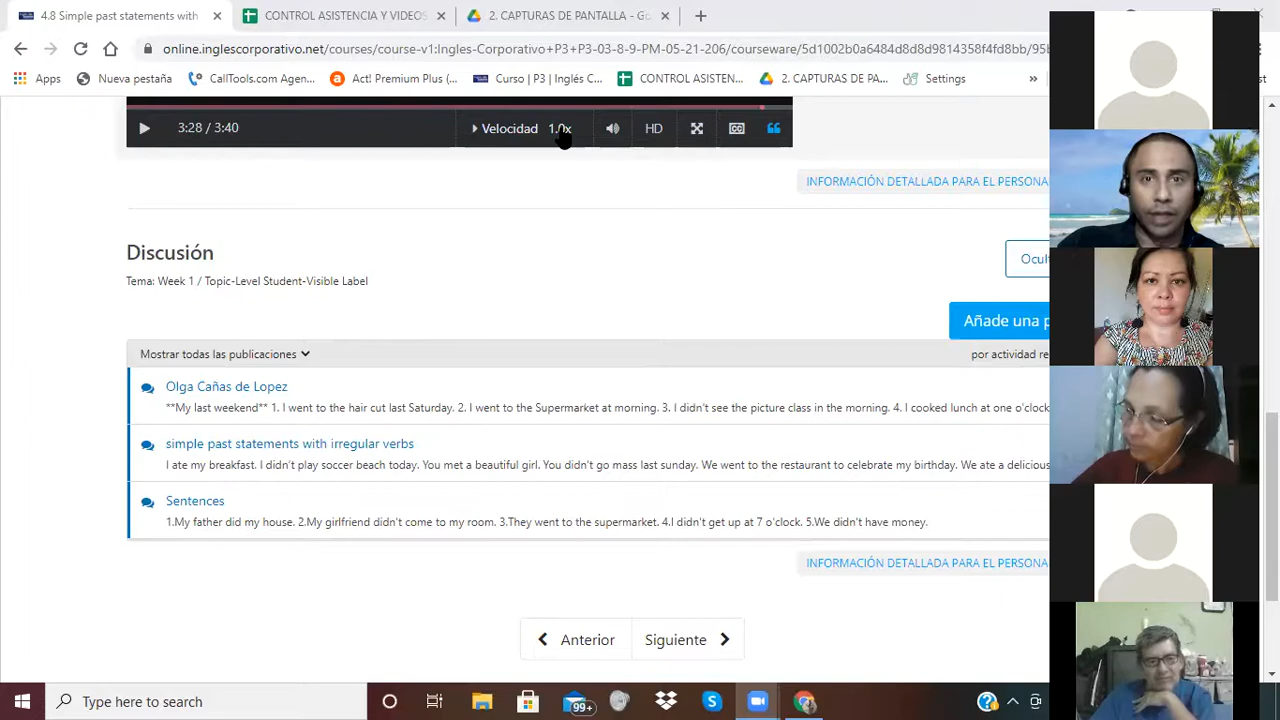 4.8 Simple past statements with
CONTROL ASISTENCIA Y VIDEOS
2. CAPTURAS DE PANTALLA - Go
online.inglescorporativo.net/courses/course-v1:Ingles-Corporativo+P3+P3-03-8-9-PM-05-21-206/courseware/5d1002b0a6484d8d8d9814358f4fd8bb/95b
Apps
Nueva pestaña
CallTools.com Agen...
Act! Premium Plus (...
Curso | P3 | Inglés C...
CONTROL ASISTEN...
2. CAPTURAS DE PA...
Settings
»
st
3:28 / 3:40
Velocidad 1.0x
HD
INFORMACIÓN DETALLADA PARA EL PERSONA
Discusión
Ocul
Tema: Week 1 / Topic-Level Student-Visible Label
Añade una p
Mostrar todas las publicaciones
por actividad re
Olga Cañas de Lopez
**My last weekend** 1. I went to the hair cut last Saturday. 2. I went to the Supermarket at morning. 3. I didn't see the picture class in the morning. 4. I cooked lunch at one o'clock
simple past statements with irregular verbs
I ate my breakfast. I didn't play soccer beach today. You met a beautiful girl. You didn't go mass last sunday. We went to the restaurant to celebrate my birthday. We ate a delicious
Sentences
1.My father did my house. 2.My girlfriend didn't come to my room. 3.They went to the supermarket. 4.I didn't get up at 7 o'clock. 5.We didn't have money.
INFORMACIÓN DETALLADA PARA EL PERSONA
Anterior
Siguiente
Type here to search
99+